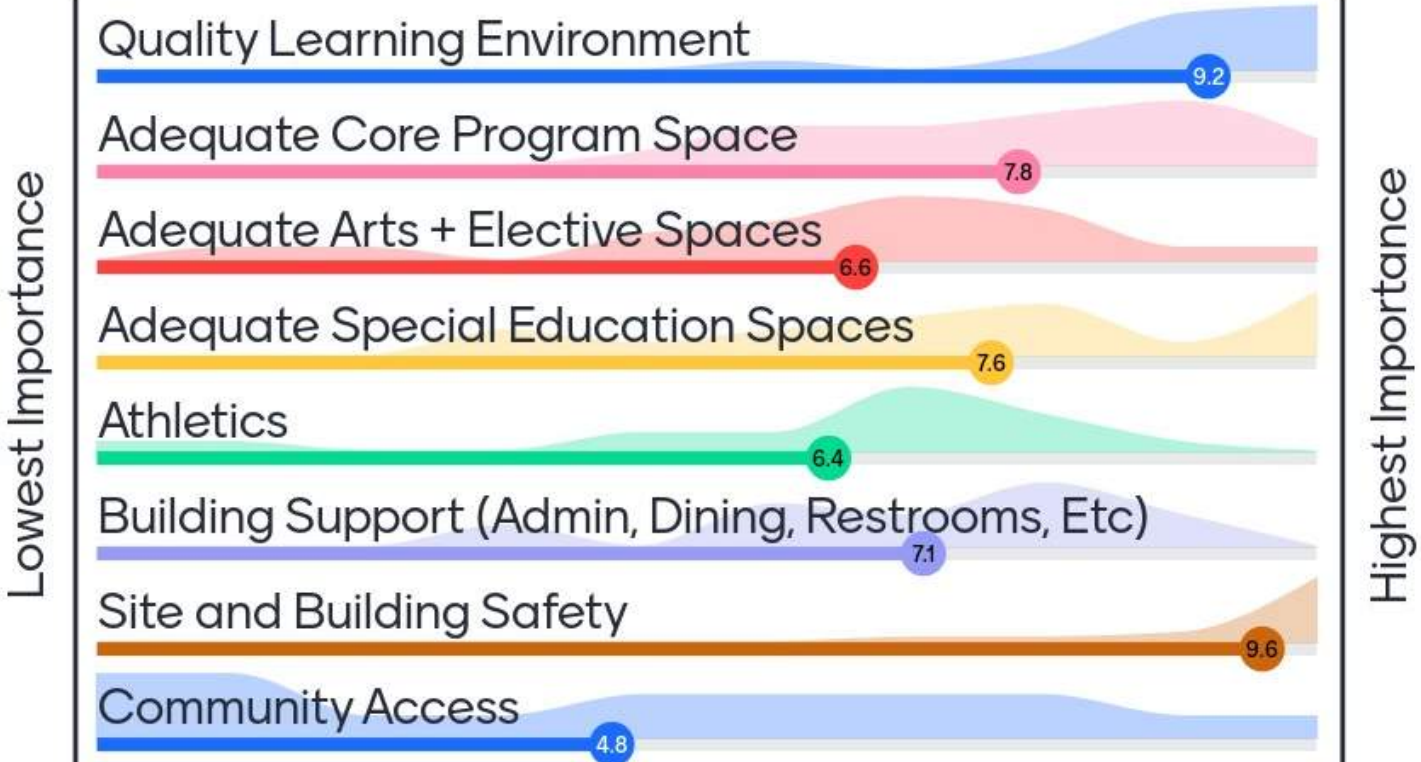 Quality Learning Environment
9.2
Adequate Core Program Space
7.8
Adequate Arts + Elective Spaces
6.6
Adequate Special Education Spaces
7.6
Athletics
6.4
Building Support (Admin, Dining, Restrooms, Etc)
7.1
Site and Building Safety
9.6
Community Access
4.8
Lowest Importance
Highest Importance